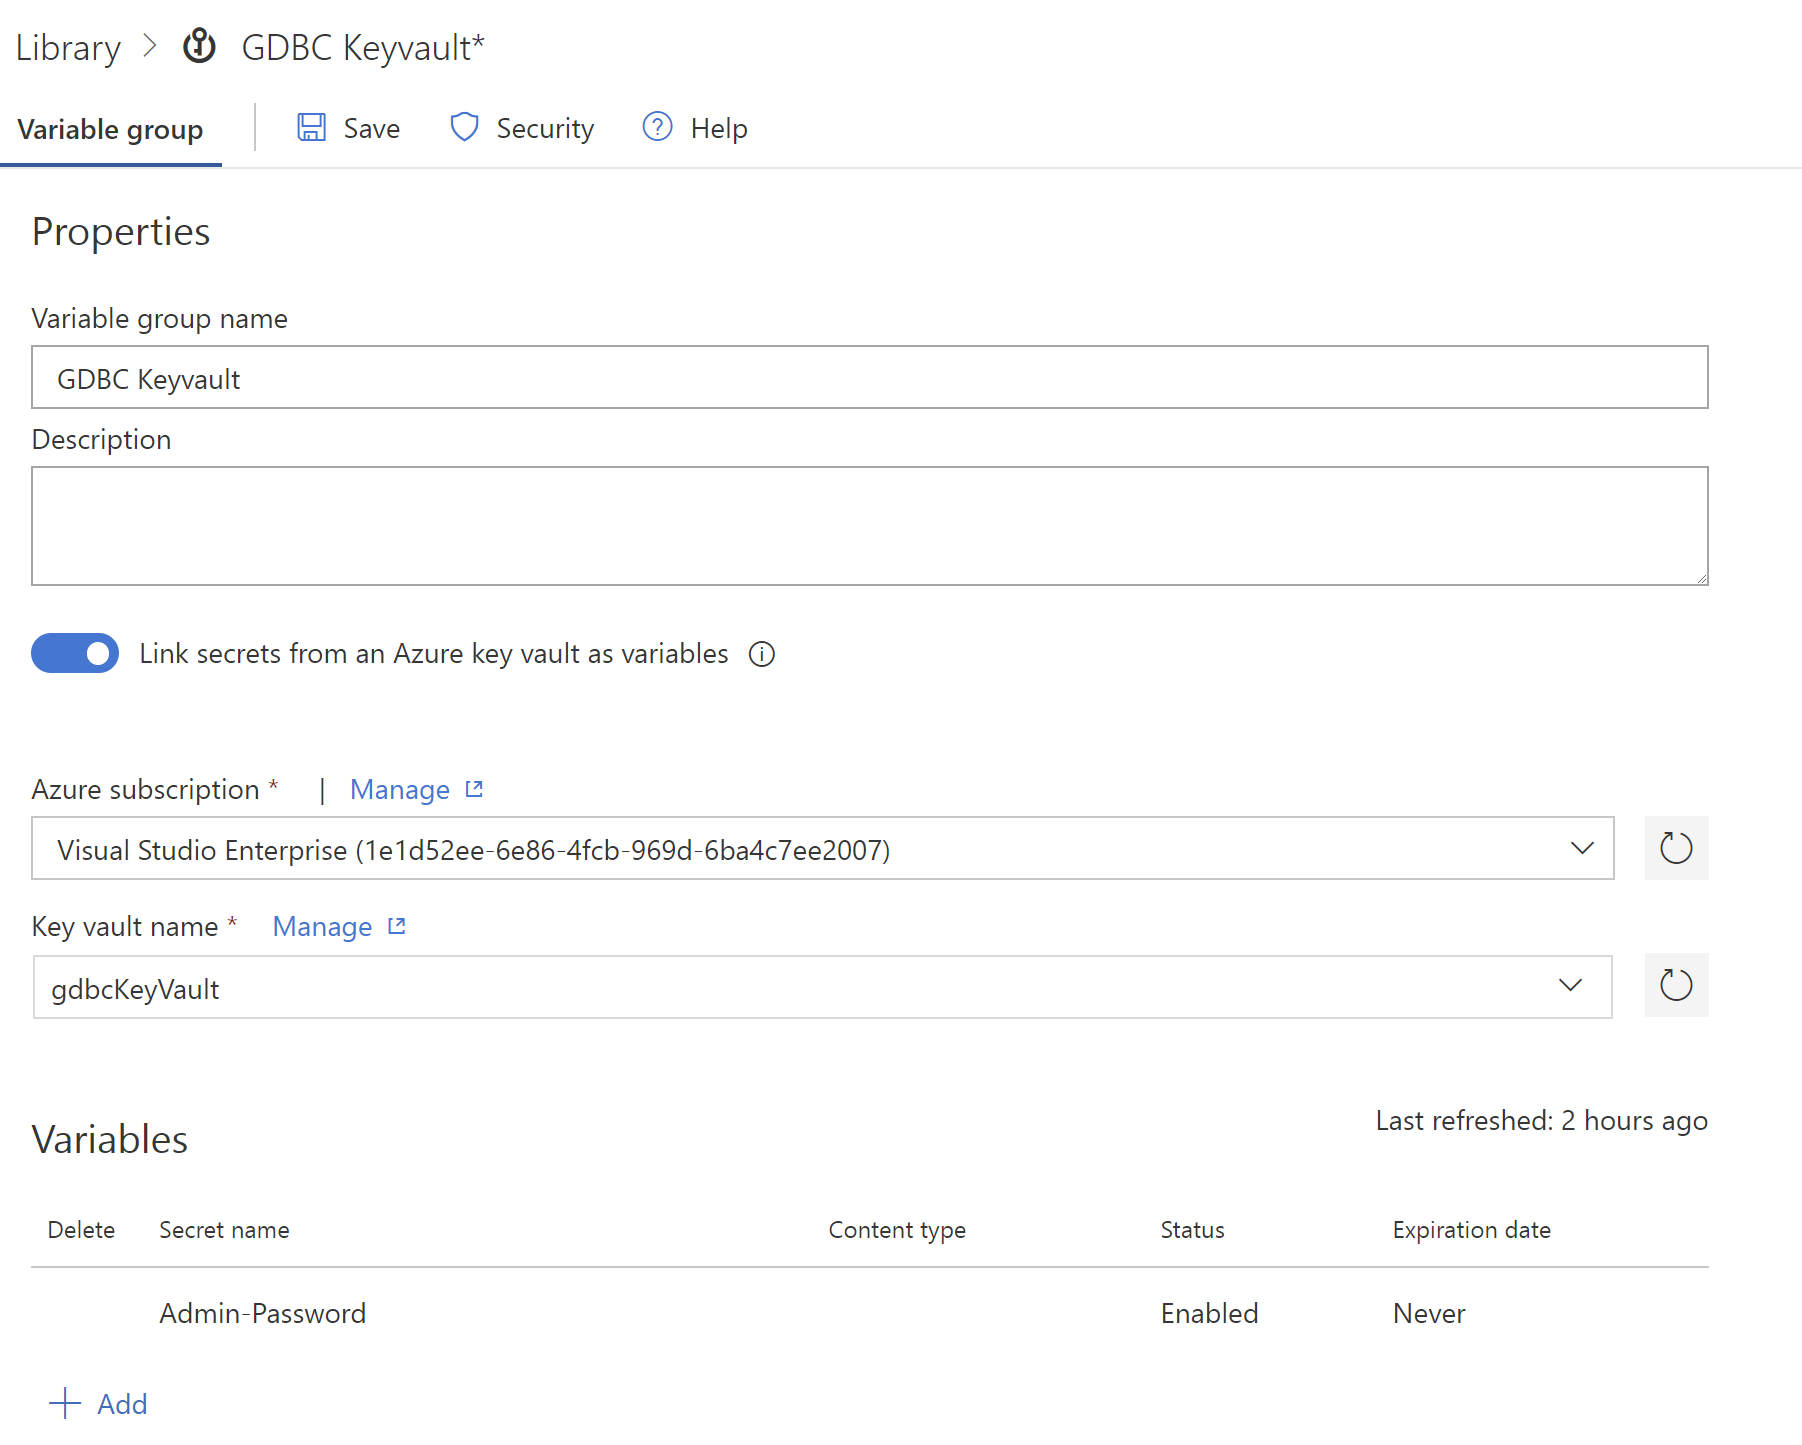 Library > GDBC Keyvault*
Variable group | Save Security ? Help
Properties
Variable group name
GDBC Keyvault
Description
Link secrets from an Azure key vault as variables i
Azure subscription * | Manage
Visual Studio Enterprise (1e1d52ee-6e86-4fcb-969d-6ba4c7ee2007)
Key vault name * Manage
gdbcKeyVault
Variables
Last refreshed: 2 hours ago
Delete Secret name Content type Status Expiration date
Admin-Password Enabled Never
+ Add